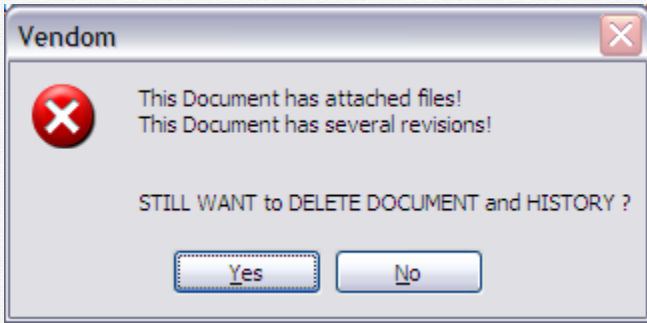 Vendom
This Document has attached files!
This Document has several revisions!
STILL WANT to DELETE DOCUMENT and HISTORY ?
Yes
No